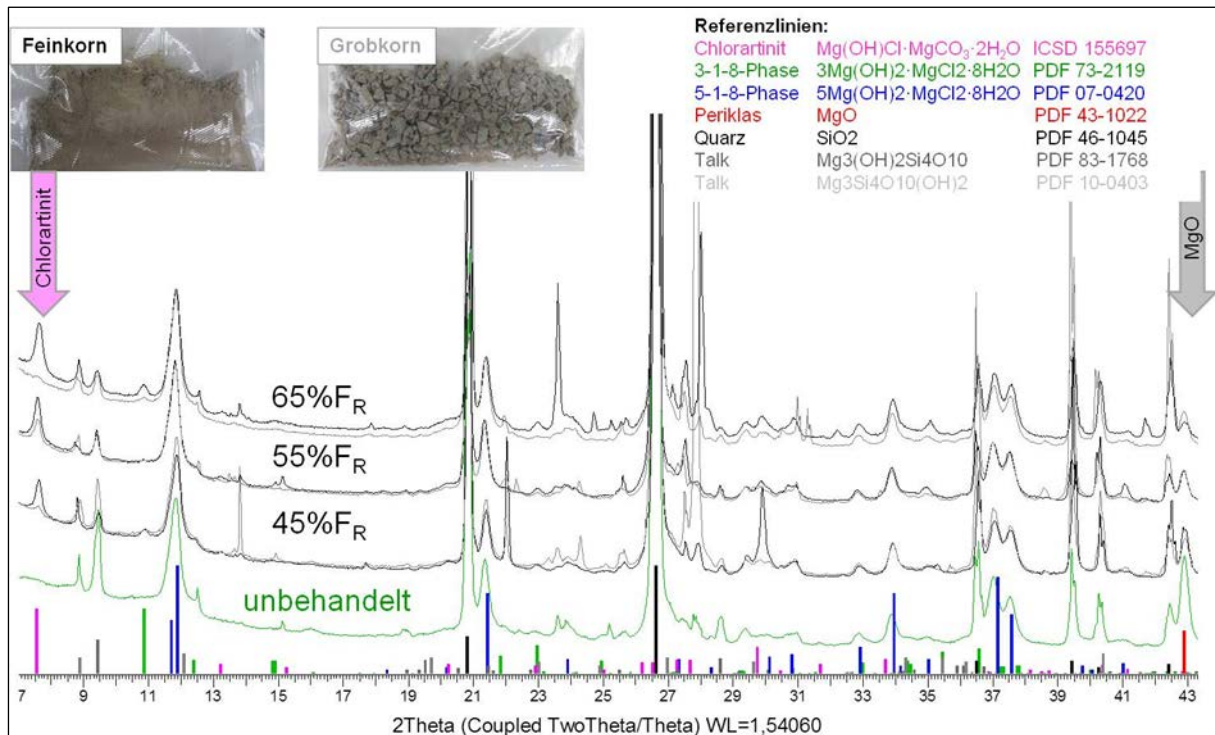 Feinkorn
Grobkorn
Referenzlinien:
Chlorartinit Mg(OH)Cl·MgCO₃·2H₂O ICSD 155697
3-1-8-Phase 3Mg(OH)2·MgCl2·8H2O PDF 73-2119
5-1-8-Phase 5Mg(OH)2·MgCl2·8H2O PDF 07-0420
Periklas MgO PDF 43-1022
Quarz SiO2 PDF 46-1045
Talk Mg3(OH)2Si4O10 PDF 83-1768
Talk Mg3Si4O10(OH)2 PDF 10-0403
Chlorartinit
MgO
65%F_R
55%F_R
45%F_R
unbehandelt
7 9 11 13 15 17 19 21 23 25 27 29 31 33 35 37 39 41 43
2Theta (Coupled TwoTheta/Theta) WL=1,54060